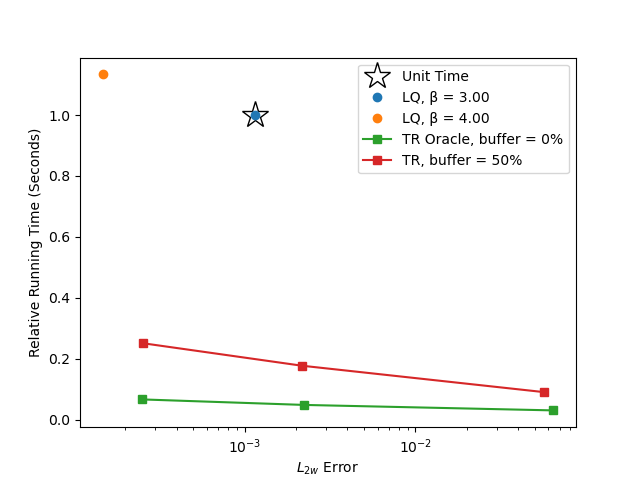 Unit Time
LQ, β = 3.00
LQ, β = 4.00
TR Oracle, buffer = 0%
TR, buffer = 50%
Relative Running Time (Seconds)
1.0
0.8
0.6
0.4
0.2
0.0
10⁻³
10⁻²
L₂w Error